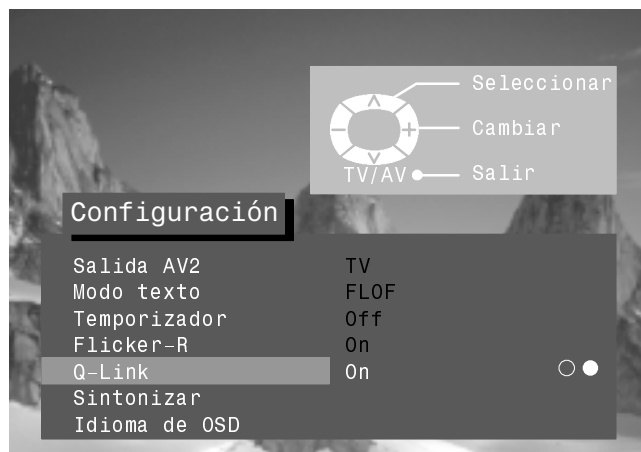 Seleccionar
Cambiar
TV/AV Salir
Configuración
Salida AV2 TV
Modo texto FLOF
Temporizador Off
Flicker-R On
Q-Link On
Sintonizar
Idioma de OSD